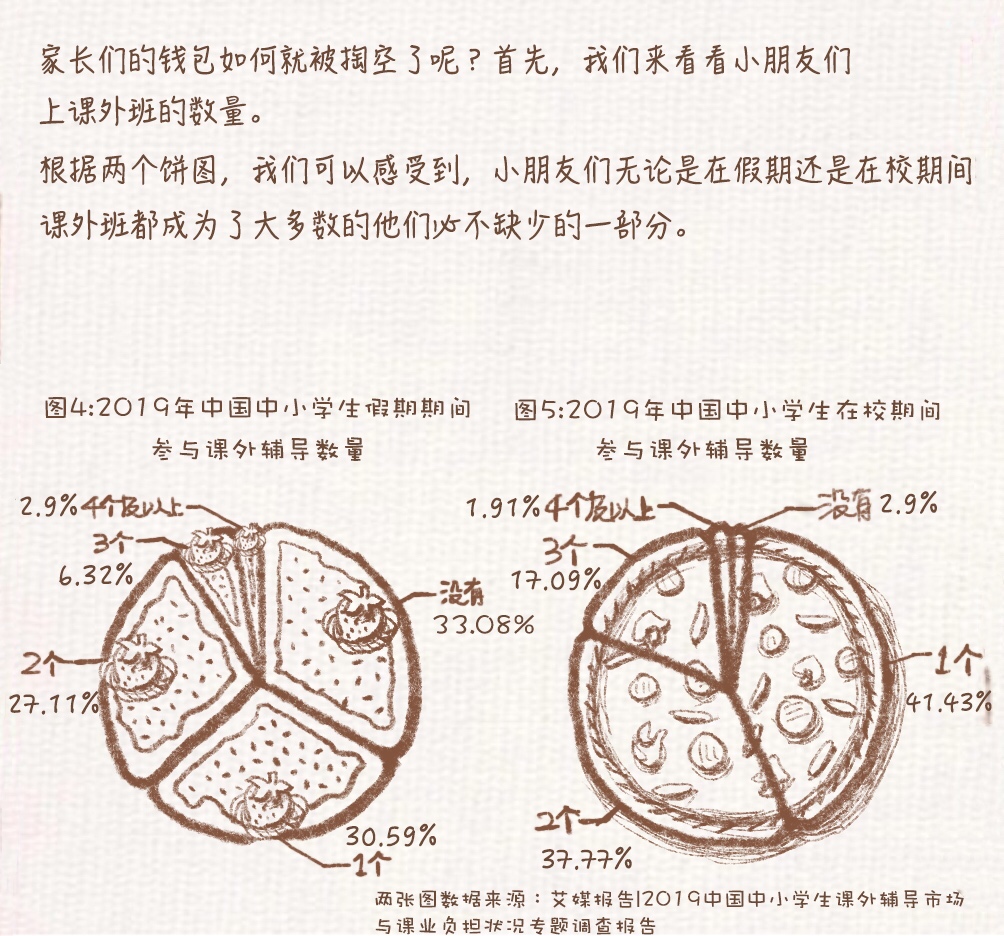 家长们的钱包如何就被掏空了呢？首先，我们来看看小朋友们
上课外班的数量。
根据两个饼图，我们可以感受到，小朋友们无论是在假期还是在校期间
课外班都成为了大多数的他们必不缺少的一部分。
图4:2019年中国中小学生假期期间
参与课外辅导数量
2.9% 4个及以上
3个
6.32%
没有
33.08%
2个
27.11%
30.59%
1个
图5:2019年中国中小学生在校期间
参与课外辅导数量
1.91% 4个及以上
没有 2.9%
3个
17.09%
1个
41.43%
2个
37.77%
两张图数据来源：艾媒报告|2019中国中小学生课外辅导市场
与课业负担状况专题调查报告